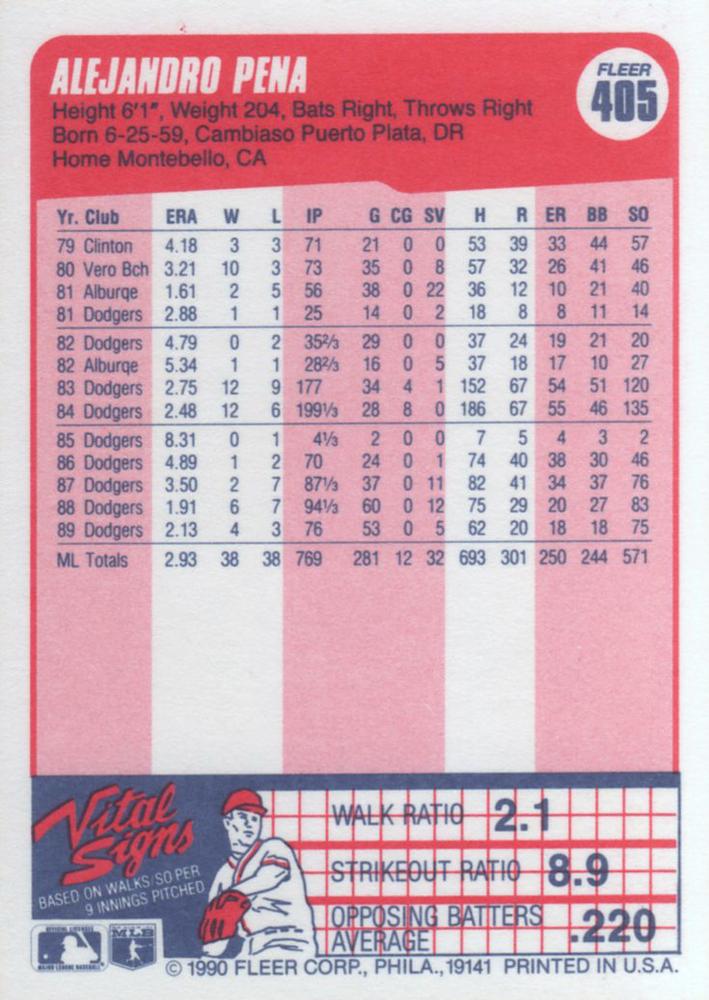 ALEJANDRO PENA
FLEER
405
Height 6'1", Weight 204, Bats Right, Throws Right
Born 6-25-59, Cambiaso Puerto Plata, DR
Home Montebello, CA
Yr. Club ERA W L IP G CG SV H R ER BB SO
79 Clinton 4.18 3 3 71 21 0 0 53 39 33 44 57
80 Vero Bch 3.21 10 3 73 35 0 8 57 32 26 41 46
81 Alburqe 1.61 2 5 56 38 0 22 36 12 10 21 40
81 Dodgers 2.88 1 1 25 14 0 2 18 8 8 11 14
82 Dodgers 4.79 0 2 35⅔ 29 0 0 37 24 19 21 20
82 Alburqe 5.34 1 1 28⅔ 16 0 5 37 18 17 10 27
83 Dodgers 2.75 12 9 177 34 4 1 152 67 54 51 120
84 Dodgers 2.48 12 6 199⅓ 28 8 0 186 67 55 46 135
85 Dodgers 8.31 0 1 4⅓ 2 0 0 7 5 4 3 2
86 Dodgers 4.89 1 2 70 24 0 1 74 40 38 30 46
87 Dodgers 3.50 2 7 87⅓ 37 0 11 82 41 34 37 76
88 Dodgers 1.91 6 7 94⅓ 60 0 12 75 29 20 27 83
89 Dodgers 2.13 4 3 76 53 0 5 62 20 18 18 75
ML Totals 2.93 38 38 769 281 12 32 693 301 250 244 571
Vital
Signs
BASED ON WALKS/SO PER
9 INNINGS PITCHED
WALK RATIO 2.1
STRIKEOUT RATIO 8.9
OPPOSING BATTERS
AVERAGE .220
OFFICIAL LICENSEE
MAJOR LEAGUE BASEBALL
MLB
© 1990 FLEER CORP., PHILA., 19141 PRINTED IN U.S.A.